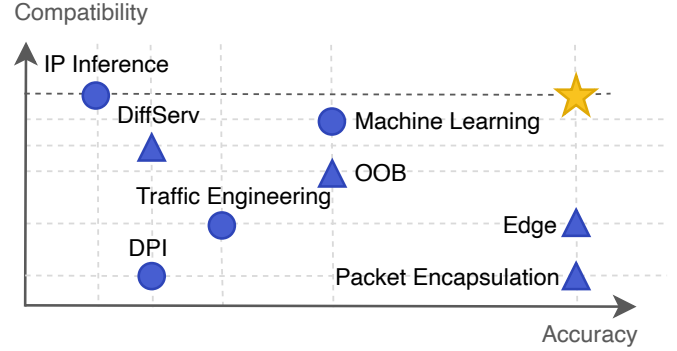 Compatibility
IP Inference
DiffServ
Machine Learning
OOB
Traffic Engineering
Edge
DPI
Packet Encapsulation
Accuracy